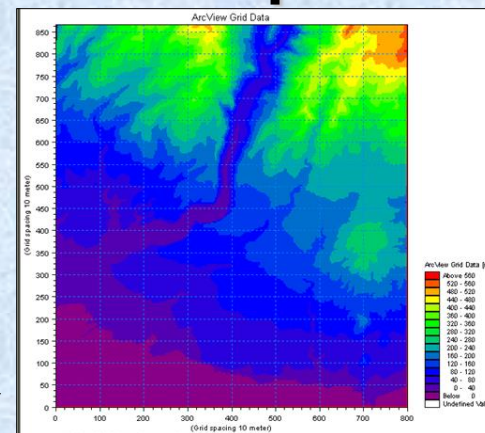 ArcView Grid Data
850
800
750
700
650
600
550
500
450
400
350
300
250
200
150
100
50
0
(Grid spacing 10 meter)
0 100 200 300 400 500 600 700 800
(Grid spacing 10 meter)
ArcView Grid Data
Above 560
520 - 560
480 - 520
440 - 480
400 - 440
360 - 400
320 - 360
280 - 320
240 - 280
200 - 240
160 - 200
120 - 160
80 - 120
40 - 80
0 - 40
Below 0
Undefined